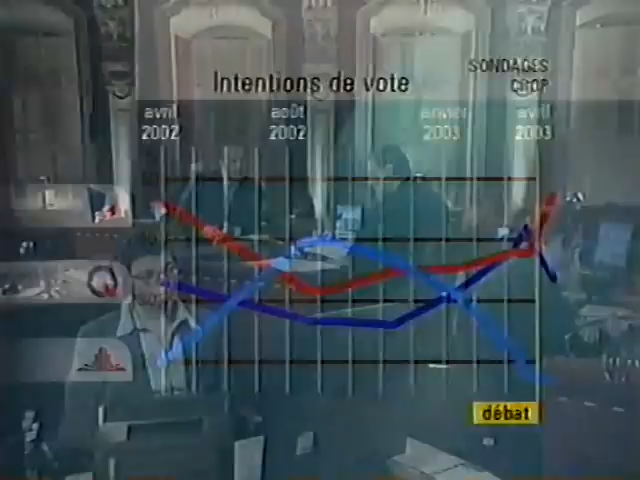 SONDAGES
CROP
Intentions de vote
avril
2002
août
2002
janvier
2003
avril
2003
débat